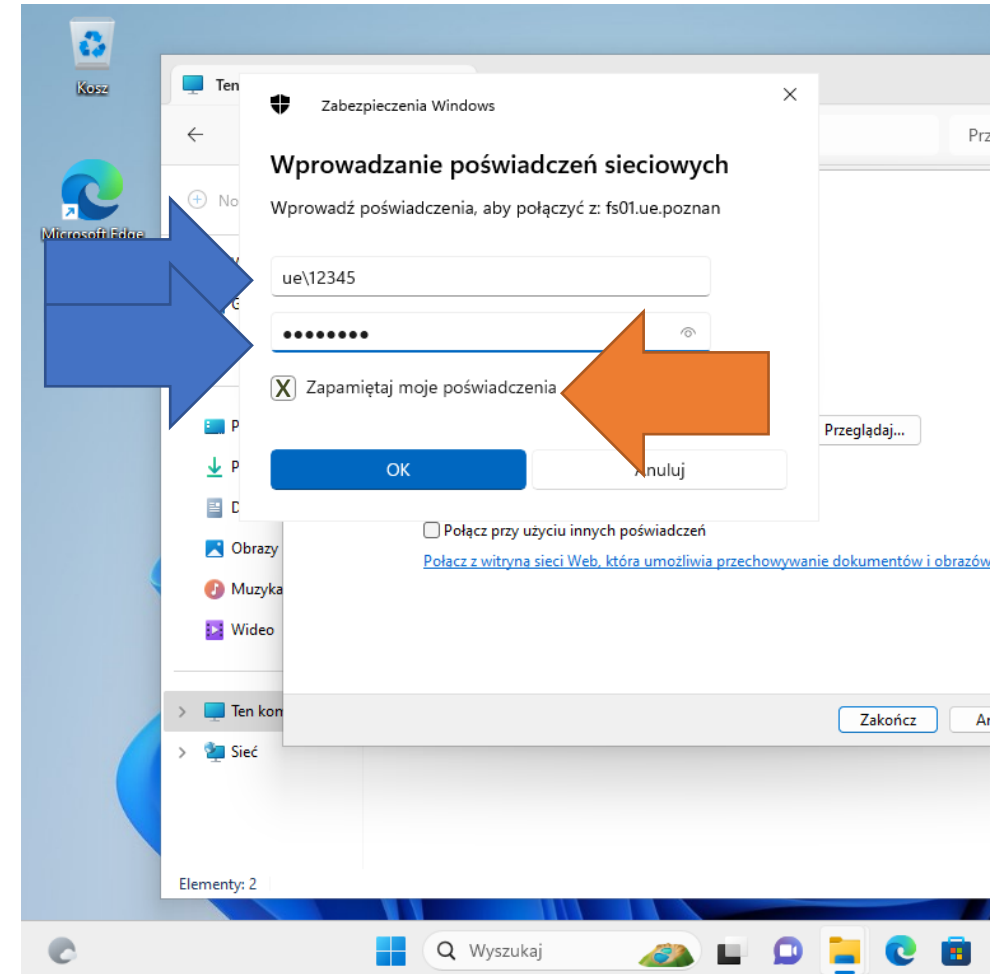 Kosz
Ten
Zabezpieczenia Windows
Prz
Wprowadzanie poświadczeń sieciowych
No
Wprowadź poświadczenia, aby połączyć z: fs01.ue.poznan
Microsoft Edge
ue\12345
X Zapamiętaj moje poświadczenia
P
Przeglądaj...
P
OK
Anuluj
D
Połącz przy użyciu innych poświadczeń
Obrazy
Połącz z witryną sieci Web, która umożliwia przechowywanie dokumentów i obrazów
Muzyka
Wideo
Ten kom
Zakończ
An
Sieć
Elementy: 2
Wyszukaj